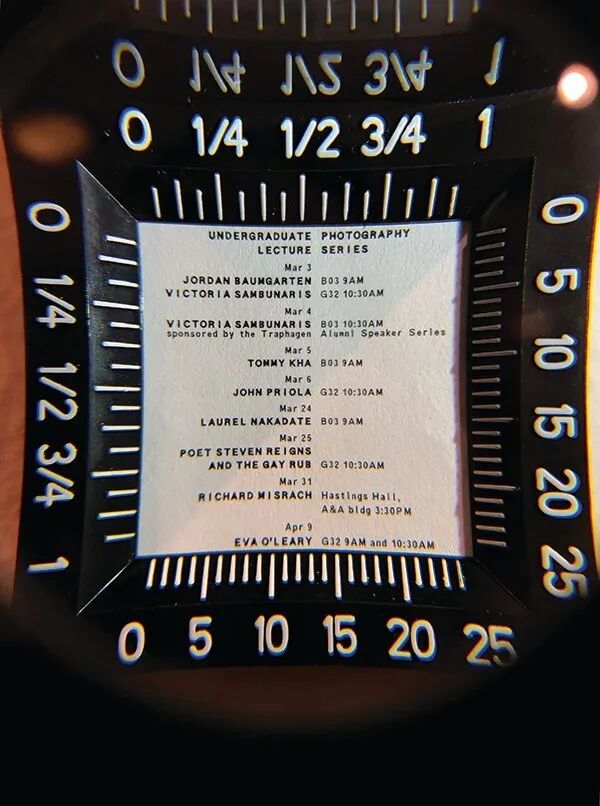 0 1/4 1/2 3/4 1
0 1/4 1/2 3/4 1
0 1/4 1/2 3/4 1
UNDERGRADUATE PHOTOGRAPHY
LECTURE SERIES
Mar 3
JORDAN BAUMGARTEN B03 9AM
VICTORIA SAMBUNARIS G32 10:30AM
Mar 4
VICTORIA SAMBUNARIS B03 10:30AM
sponsored by the Traphagen Alumni Speaker Series
Mar 5
TOMMY KHA B03 9AM
Mar 6
JOHN PRIOLA G32 10:30AM
Mar 24
LAUREL NAKADATE B03 9AM
Mar 25
POET STEVEN REIGNS
AND THE GAY RUB G32 10:30AM
Mar 31
RICHARD MISRACH Hastings Hall,
A&A bldg 3:30PM
Apr 9
EVA O'LEARY G32 9AM and 10:30AM
0 5 10 15 20 25
0 5 10 15 20 25